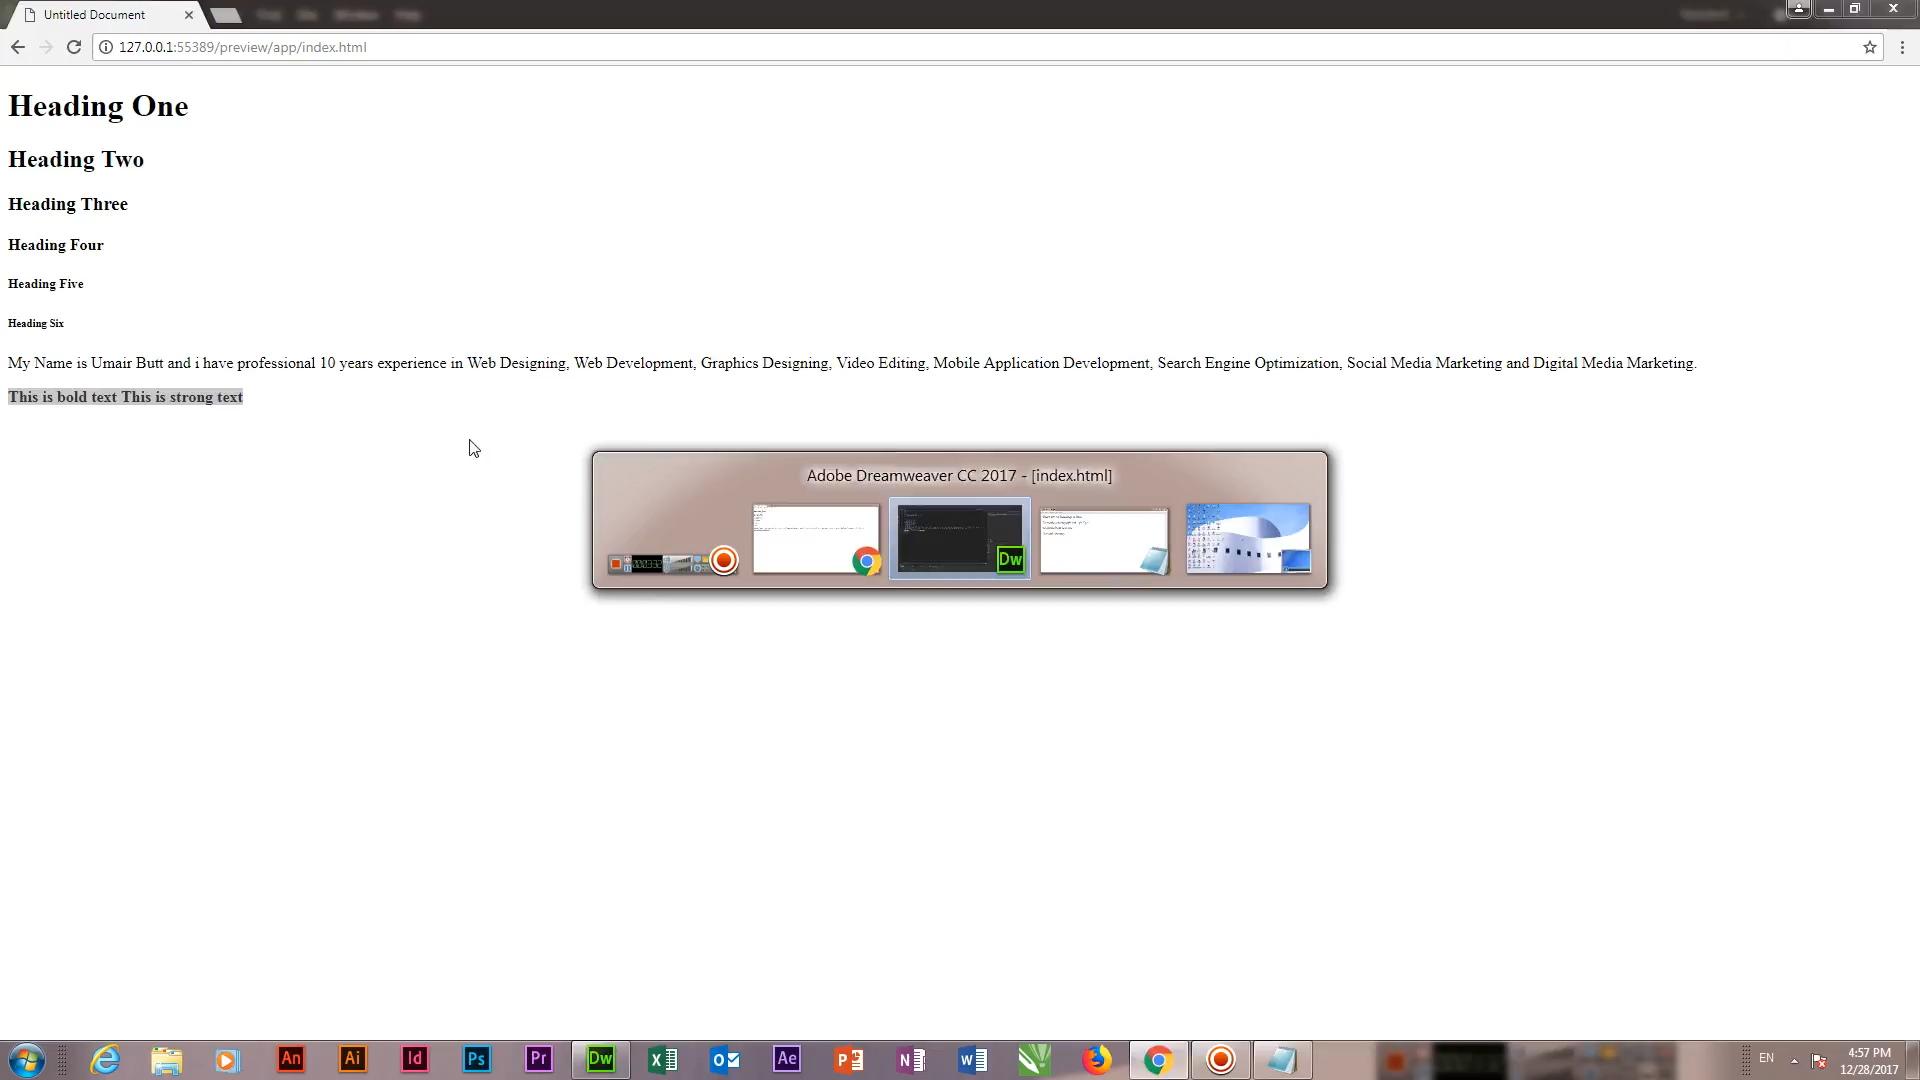 Untitled Document
127.0.0.1:55389/preview/app/index.html
Heading One
Heading Two
Heading Three
Heading Four
Heading Five
Heading Six
My Name is Umair Butt and i have professional 10 years experience in Web Designing, Web Development, Graphics Designing, Video Editing, Mobile Application Development, Search Engine Optimization, Social Media Marketing and Digital Media Marketing.
This is bold text This is strong text
Adobe Dreamweaver CC 2017 - [index.html]
Dw
An Ai Id Ps Pr Dw Ae
EN
4:57 PM
12/28/2017